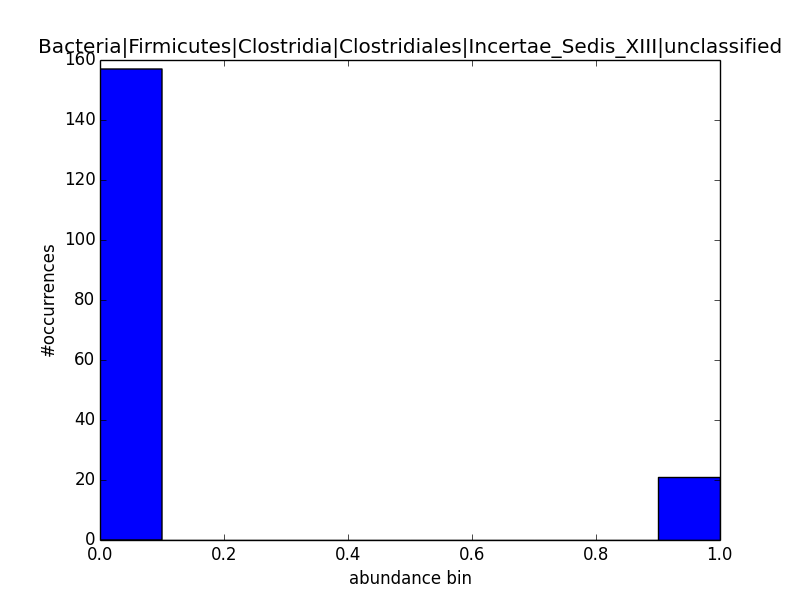 Bacteria|Firmicutes|Clostridia|Clostridiales|Incertae_Sedis_XIII|unclassified
160
140
120
100
80
60
40
20
0
#occurrences
0.0 0.2 0.4 0.6 0.8 1.0
abundance bin